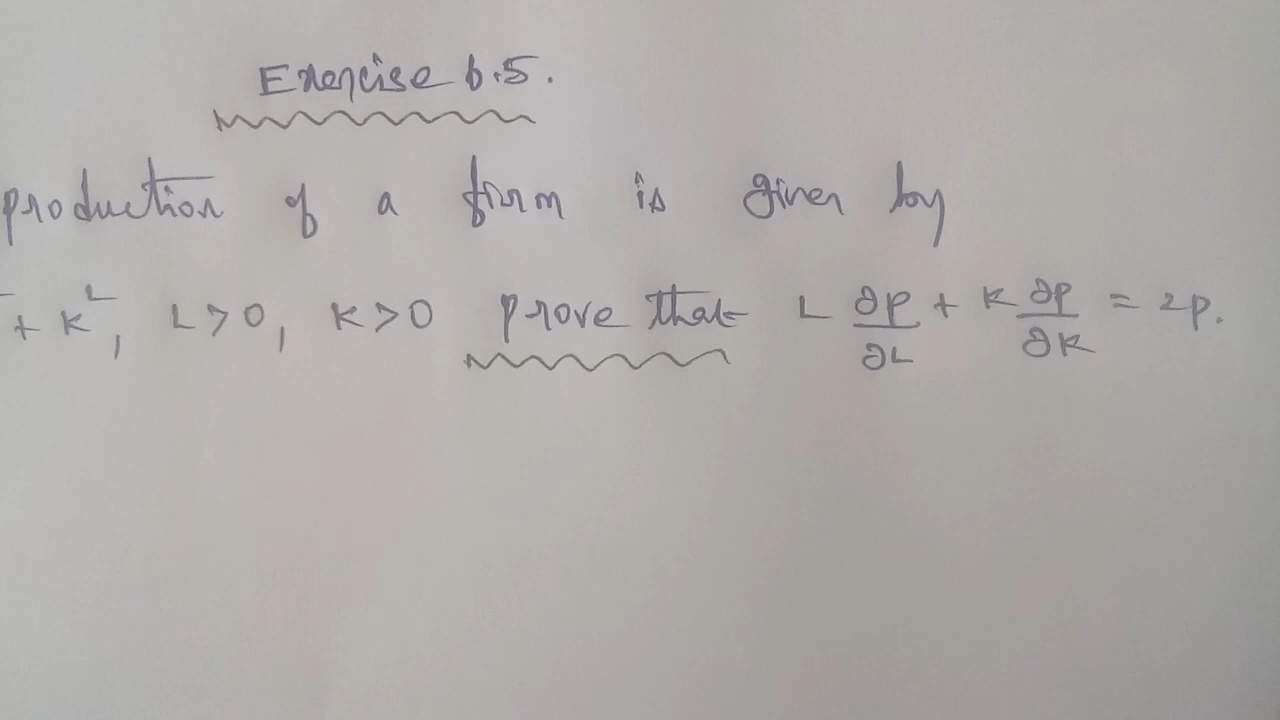 Exercise 6.5.
production of a firm is given by
+ K², L>0, K>0 prove that L ∂P/∂L + K ∂P/∂K = 2P.